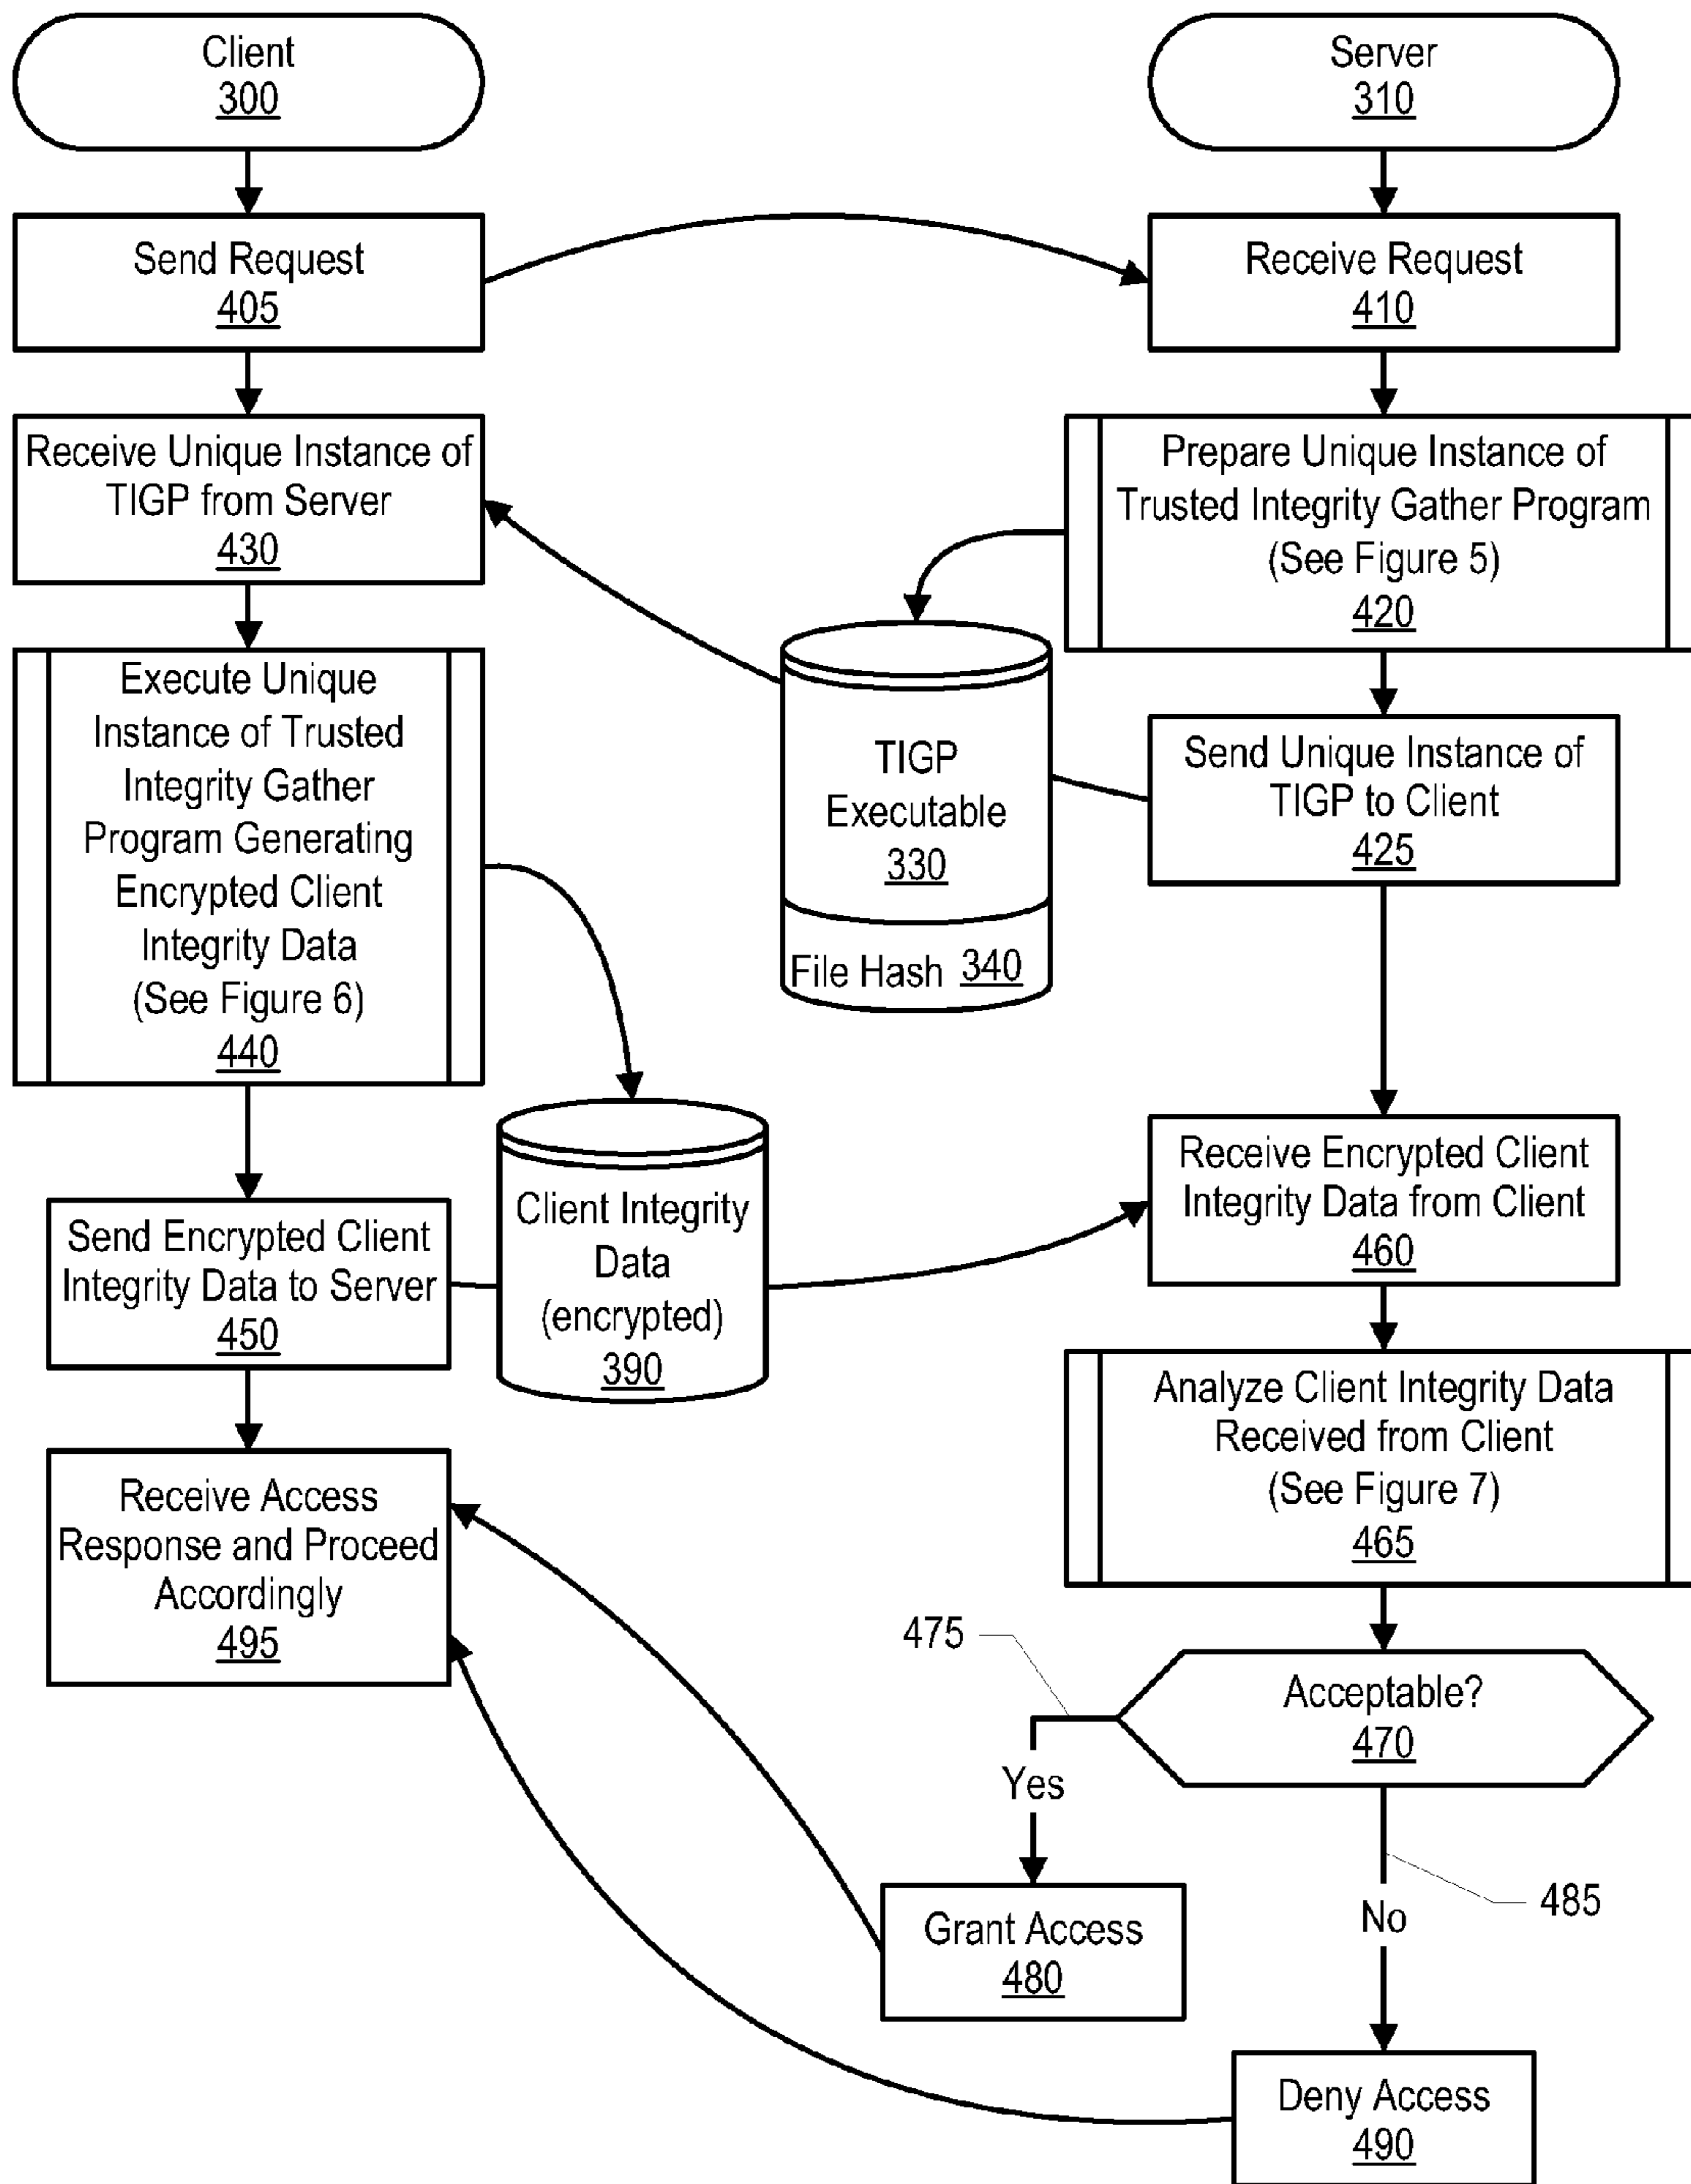 Client
300
Server
310
Send Request
405
Receive Request
410
Receive Unique Instance of
TIGP from Server
430
Prepare Unique Instance of
Trusted Integrity Gather Program
(See Figure 5)
420
Execute Unique
Instance of Trusted
Integrity Gather
Program Generating
Encrypted Client
Integrity Data
(See Figure 6)
440
TIGP
Executable
330
File Hash 340
Send Unique Instance of
TIGP to Client
425
Client Integrity
Data
(encrypted)
390
Receive Encrypted Client
Integrity Data from Client
460
Send Encrypted Client
Integrity Data to Server
450
Analyze Client Integrity Data
Received from Client
(See Figure 7)
465
Receive Access
Response and Proceed
Accordingly
495
475
Acceptable?
470
Yes
No
485
Grant Access
480
Deny Access
490